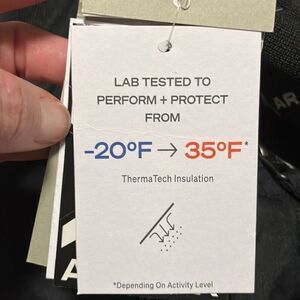 LAB TESTED TO
PERFORM + PROTECT
FROM
-20ºF → 35ºF*
ThermaTech Insulation
*Depending On Activity Level